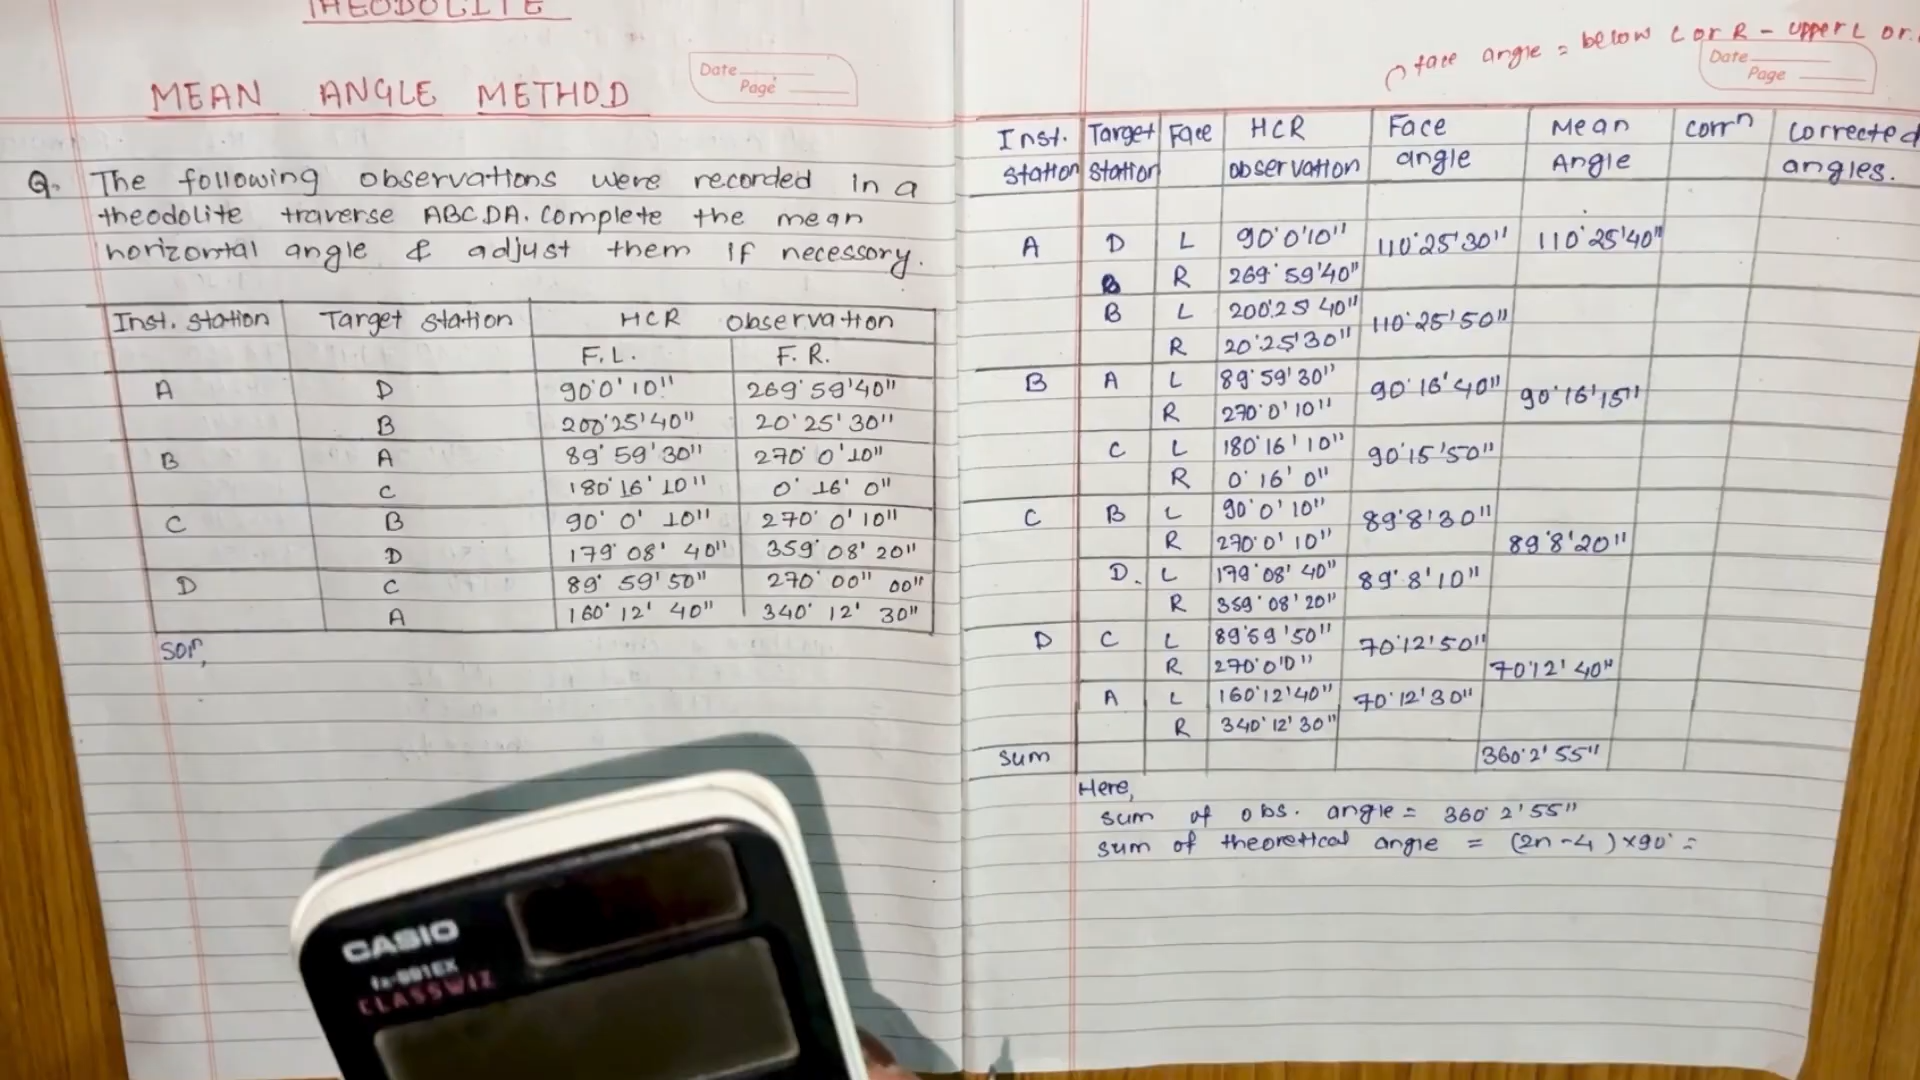 THEODOLITE
MEAN ANGLE METHOD
Date
Page
Q. The following observations were recorded in a
theodolite traverse ABCDA. Complete the mean
horizontal angle & adjust them if necessary.
Inst. station Target station HCR Observation
F.L. F.R.
A D 90°0'10" 269°59'40"
B 200°25'40" 20°25'30"
B A 89°59'30" 270°0'10"
C 180°16'10" 0°16'0"
C B 90°0'10" 270°0'10"
D 179°08'40" 359°08'20"
D C 89°59'50" 270°00"00"
A 160°12'40" 340°12'30"
Solⁿ,
CASIO
fx-991EX
CLASSWIZ
face angle = below L or R - upper L or
Date
Page
Inst. Target Face HCR Face Mean corrⁿ corrected
station station observation angle Angle angles.
A D L 90°0'10" 110°25'30" 110°25'40"
B R 269°59'40"
B L 200°25'40" 110°25'50"
R 20°25'30"
B A L 89°59'30" 90°16'40" 90°16'15"
R 270°0'10"
C L 180°16'10" 90°15'50"
R 0°16'0"
C B L 90°0'10" 89°8'30"
R 270°0'10" 89°8'20"
D. L 179°08'40" 89°8'10"
R 359°08'20"
D C L 89°59'50" 70°12'50"
R 270°0'0" 70°12'40"
A L 160°12'40" 70°12'30"
R 340°12'30"
sum 360°2'55"
Here,
sum of obs. angle = 360°2'55"
sum of theoretical angle = (2n-4)×90° =